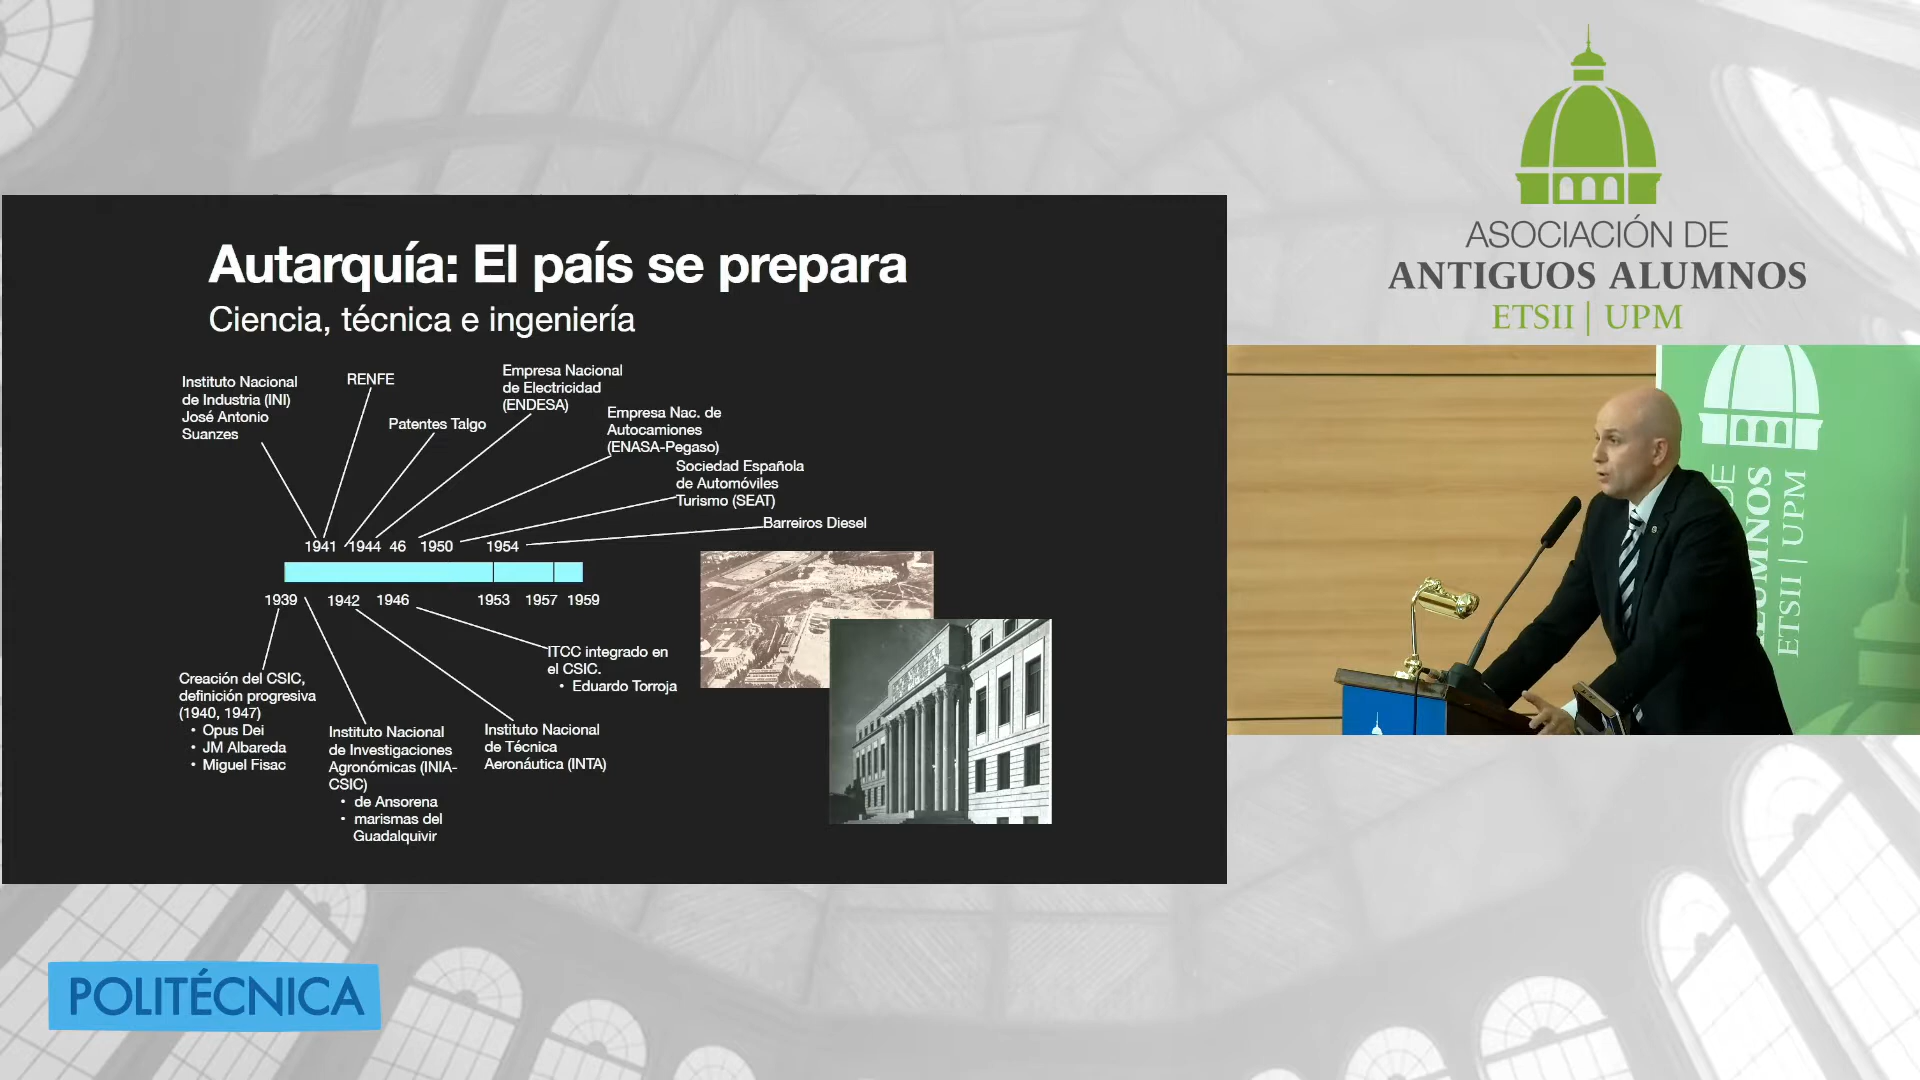 Autarquía: El país se prepara
Ciencia, técnica e ingeniería
Instituto Nacional
de Industria (INI)
José Antonio
Suanzes
RENFE
Patentes Talgo
Empresa Nacional
de Electricidad
(ENDESA)
Empresa Nac. de
Autocamiones
(ENASA-Pegaso)
Sociedad Española
de Automóviles
Turismo (SEAT)
Barreiros Diesel
1941 1944 46 1950 1954
1939 1942 1946 1953 1957 1959
Creación del CSIC,
definición progresiva
(1940, 1947)
• Opus Dei
• JM Albareda
• Miguel Fisac
Instituto Nacional
de Investigaciones
Agronómicas (INIA-
CSIC)
• de Ansorena
• marismas del
Guadalquivir
Instituto Nacional
de Técnica
Aeronáutica (INTA)
ITCC integrado en
el CSIC.
• Eduardo Torroja
ASOCIACIÓN DE
ANTIGUOS ALUMNOS
ETSII | UPM
DE
ALUMNOS
ETSII | UPM
POLITÉCNICA